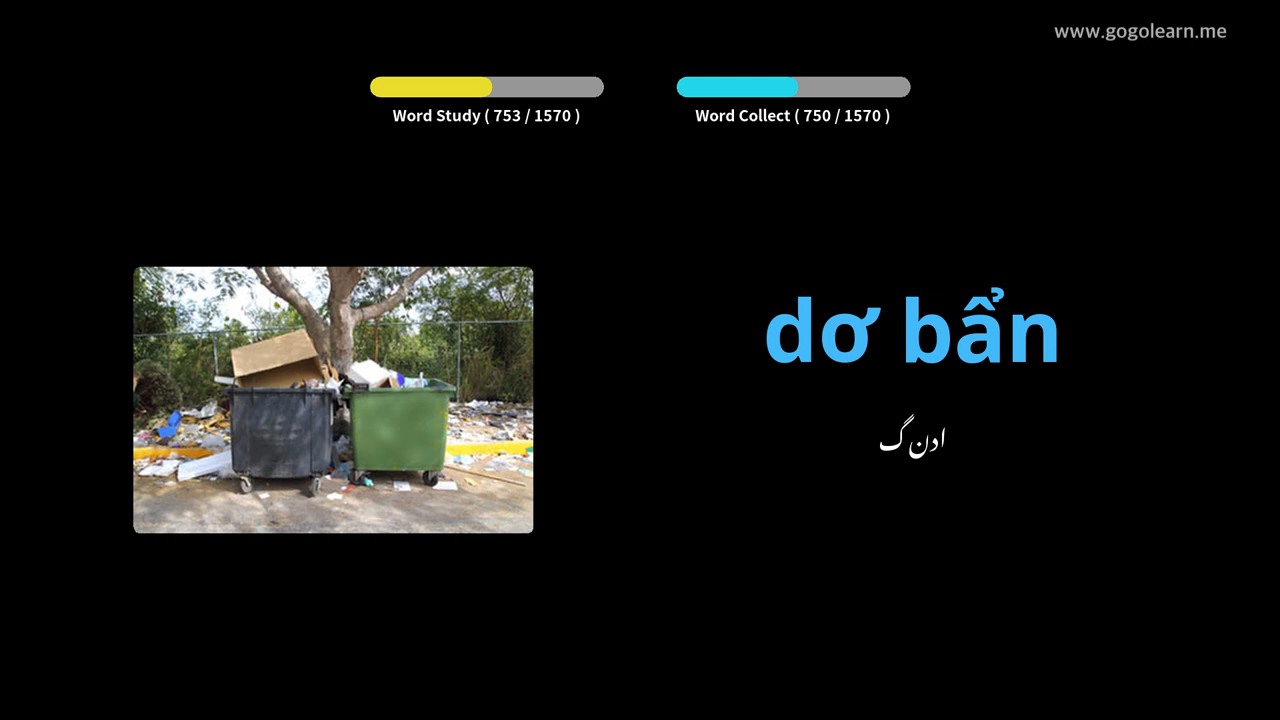 www.gogolearn.me
Word Study ( 753 / 1570 )
Word Collect ( 750 / 1570 )
dơ bẩn
ادن گ